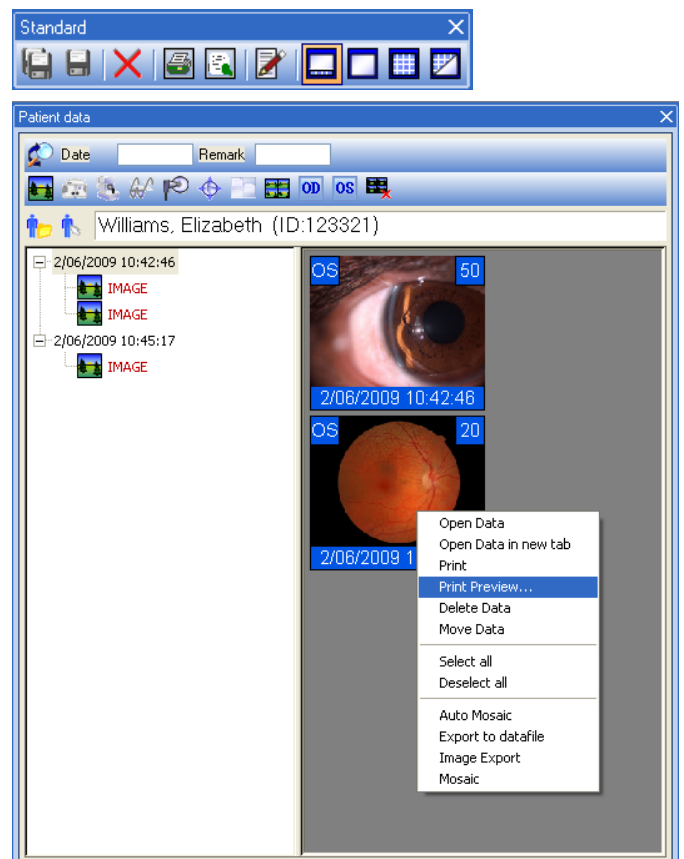 Standard
Patient data
Date Remark
OD OS
Williams, Elizabeth (ID:123321)
2/06/2009 10:42:46
IMAGE
IMAGE
2/06/2009 10:45:17
IMAGE
OS 50
2/06/2009 10:42:46
OS 20
2/06/2009 1
Open Data
Open Data in new tab
Print
Print Preview...
Delete Data
Move Data
Select all
Deselect all
Auto Mosaic
Export to datafile
Image Export
Mosaic